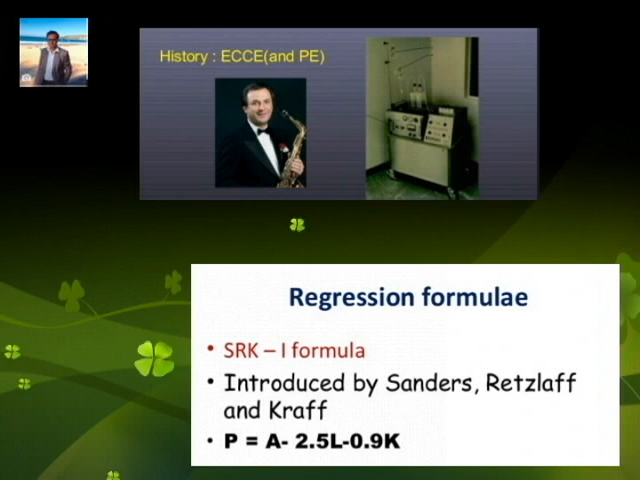 History : ECCE(and PE)
Regression formulae
• SRK – I formula
• Introduced by Sanders, Retzlaff
and Kraff
• P = A- 2.5L-0.9K